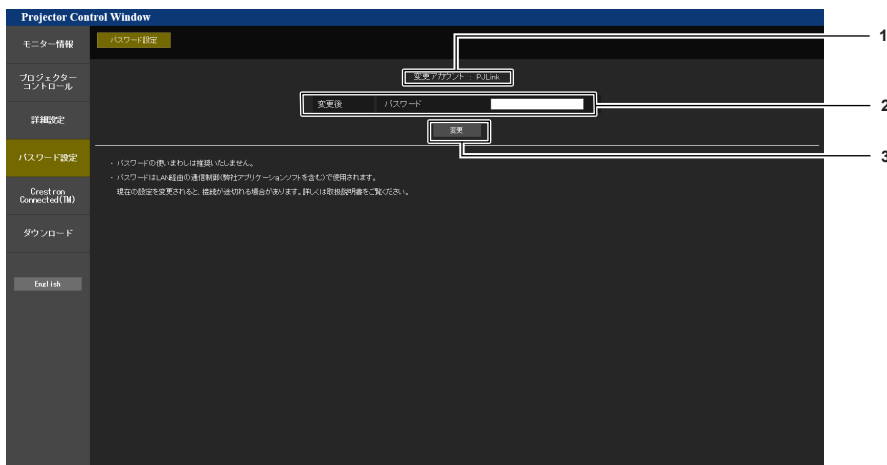 Projector Control Window
モニター情報
プロジェクター
コントロール
詳細設定
パスワード設定
Crestron
Connected(TM)
ダウンロード
English
パスワード設定
変更アカウント : PJLink
変更後 パスワード
変更
・パスワードの使いまわしは推奨いたしません。
・パスワードはLAN経由の通信制御(弊社アプリケーションソフトを含む)で使用されます。
現在の設定を変更されると、接続が途切れる場合があります。詳しくは取扱説明書をご覧ください。
1
2
3